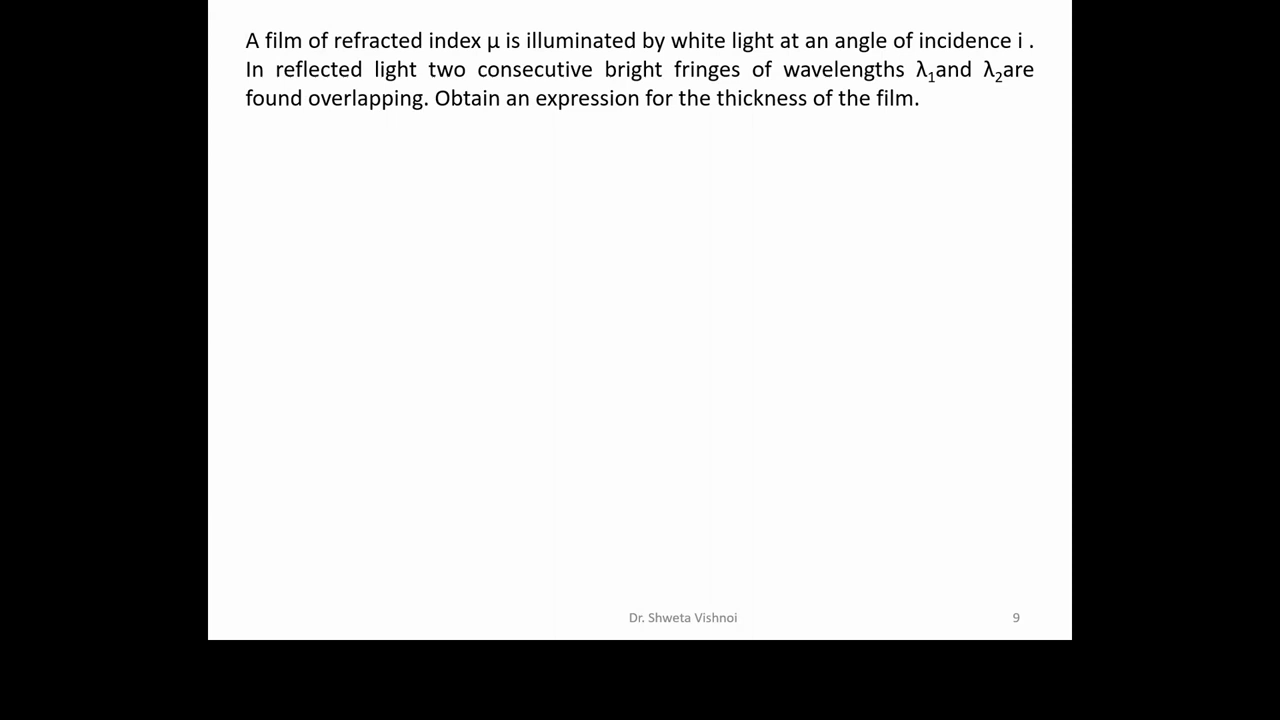 A film of refracted index μ is illuminated by white light at an angle of incidence i .
In reflected light two consecutive bright fringes of wavelengths λ₁and λ₂are
found overlapping. Obtain an expression for the thickness of the film.
Dr. Shweta Vishnoi
9